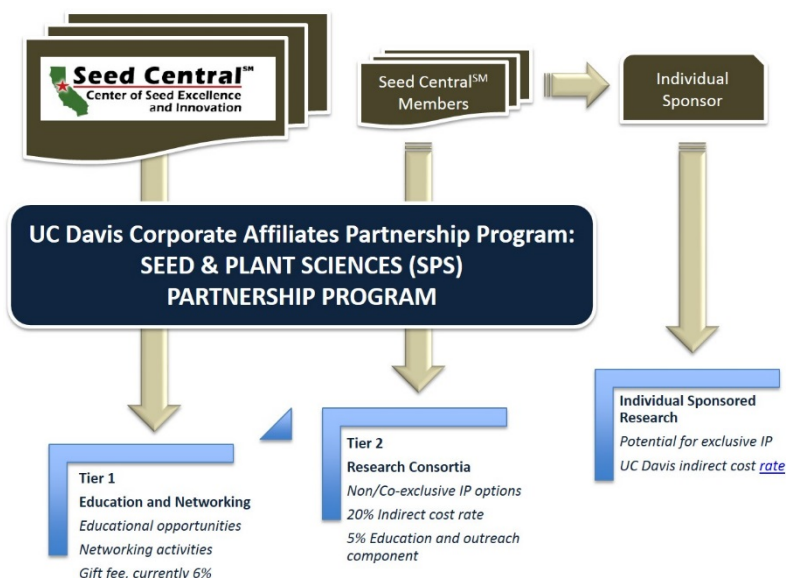 Seed Central℠
Center of Seed Excellence
and Innovation
Seed Central℠
Members
Individual
Sponsor
UC Davis Corporate Affiliates Partnership Program:
SEED & PLANT SCIENCES (SPS)
PARTNERSHIP PROGRAM
Tier 1
Education and Networking
Educational opportunities
Networking activities
Gift fee, currently 6%
Tier 2
Research Consortia
Non/Co-exclusive IP options
20% Indirect cost rate
5% Education and outreach
component
Individual Sponsored
Research
Potential for exclusive IP
UC Davis indirect cost rate